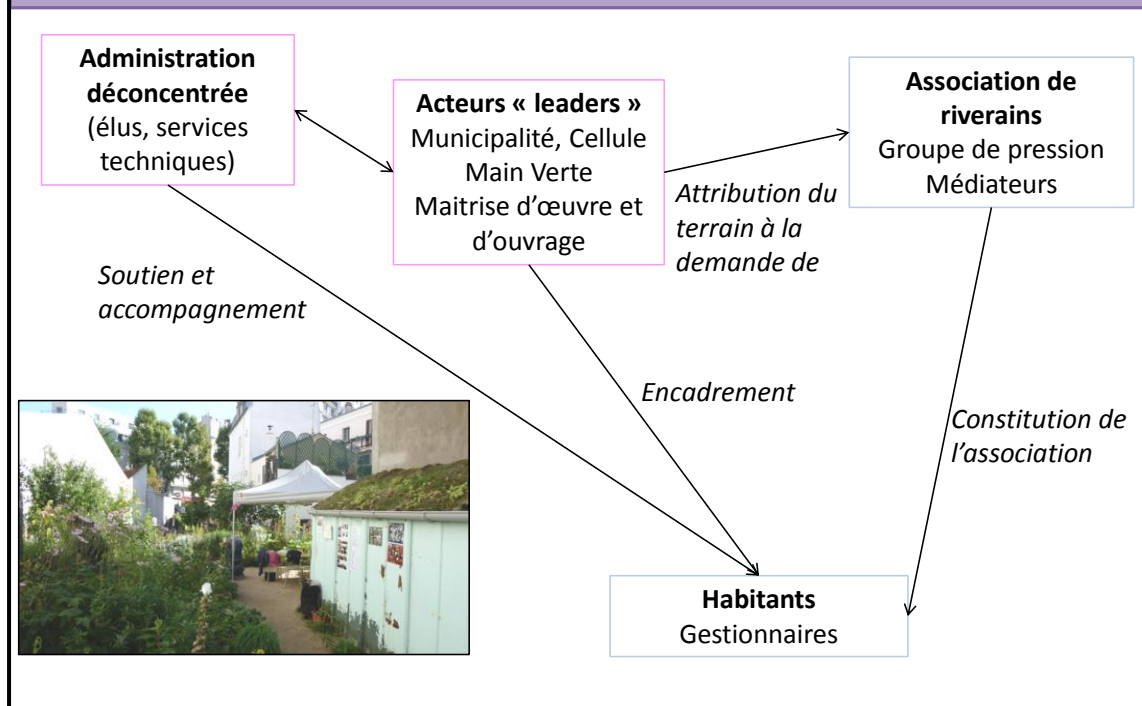 Administration
déconcentrée
(élus, services
techniques)
Acteurs « leaders »
Municipalité, Cellule
Main Verte
Maitrise d’œuvre et
d’ouvrage
Association de
riverains
Groupe de pression
Médiateurs
Attribution du
terrain à la
demande de
Soutien et
accompagnement
Encadrement
Constitution de
l’association
Habitants
Gestionnaires